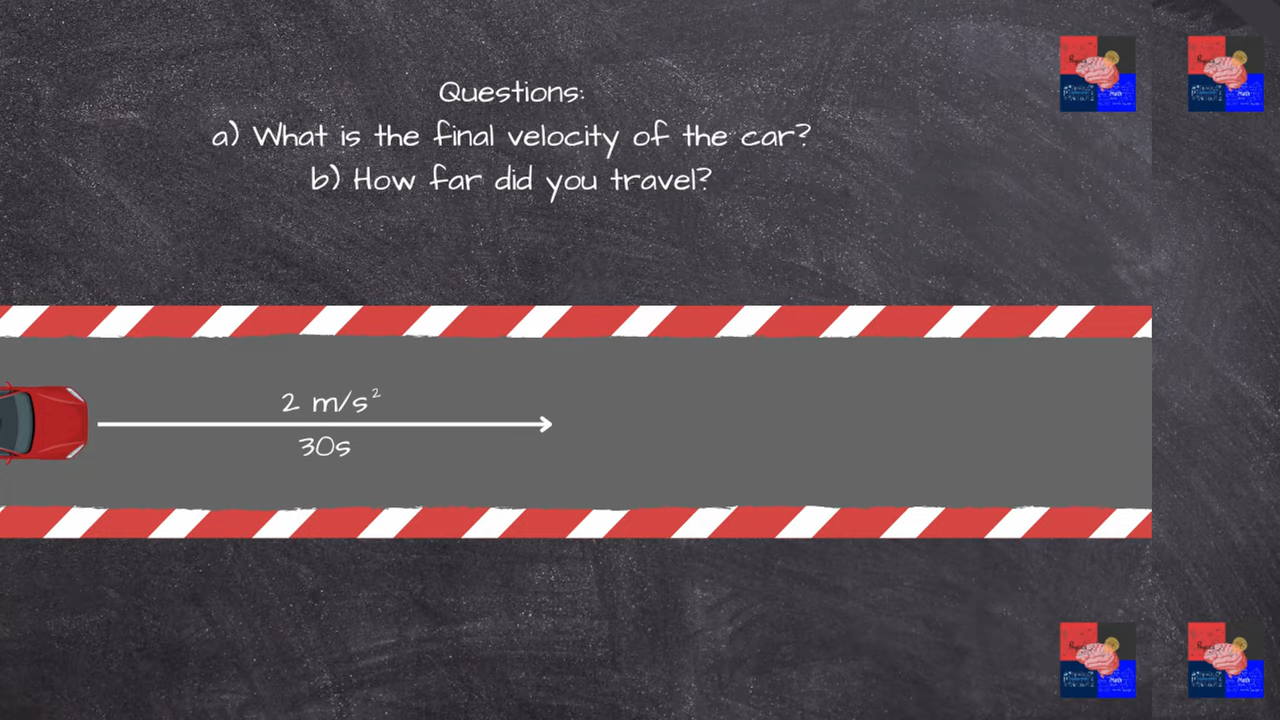 Questions:
a) What is the final velocity of the car?
b) How far did you travel?
2 m/s²
30s